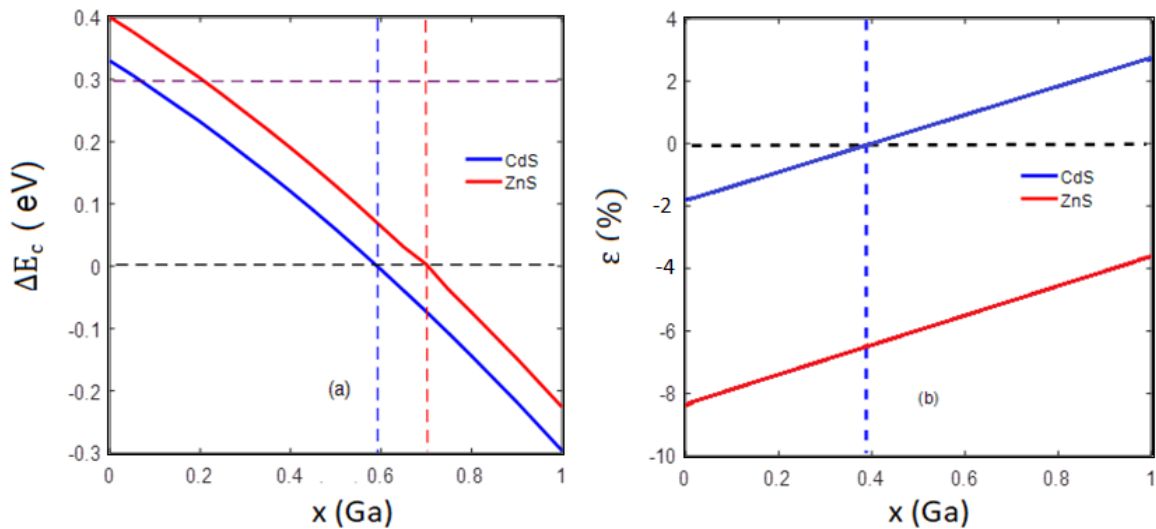 0.4
0.3
0.2
0.1
0
-0.1
-0.2
-0.3
ΔE_c ( eV)
CdS
ZnS
(a)
0 0.2 0.4 0.6 0.8 1
x (Ga)
4
2
0
-2
-4
-6
-8
-10
ε (%)
CdS
ZnS
(b)
0 0.2 0.4 0.6 0.8 1
x (Ga)